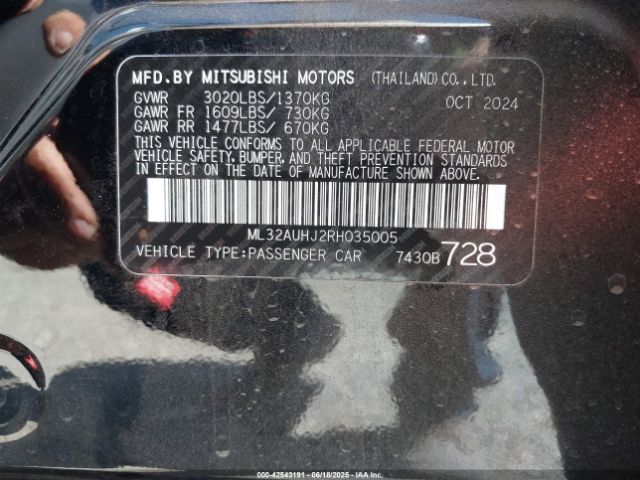 MFD. BY MITSUBISHI MOTORS (THAILAND) CO., LTD.
GVWR 3020LBS/1370KG OCT 2024
GAWR FR 1609LBS/ 730KG
GAWR RR 1477LBS/ 670KG
THIS VEHICLE CONFORMS TO ALL APPLICABLE FEDERAL MOTOR
VEHICLE SAFETY, BUMPER, AND THEFT PREVENTION STANDARDS
IN EFFECT ON THE DATE OF MANUFACTURE SHOWN ABOVE.
ML32AUHJ2RH035005
VEHICLE TYPE:PASSENGER CAR 7430B 728
00-42543191 - 06/18/2025 - IAA Inc.